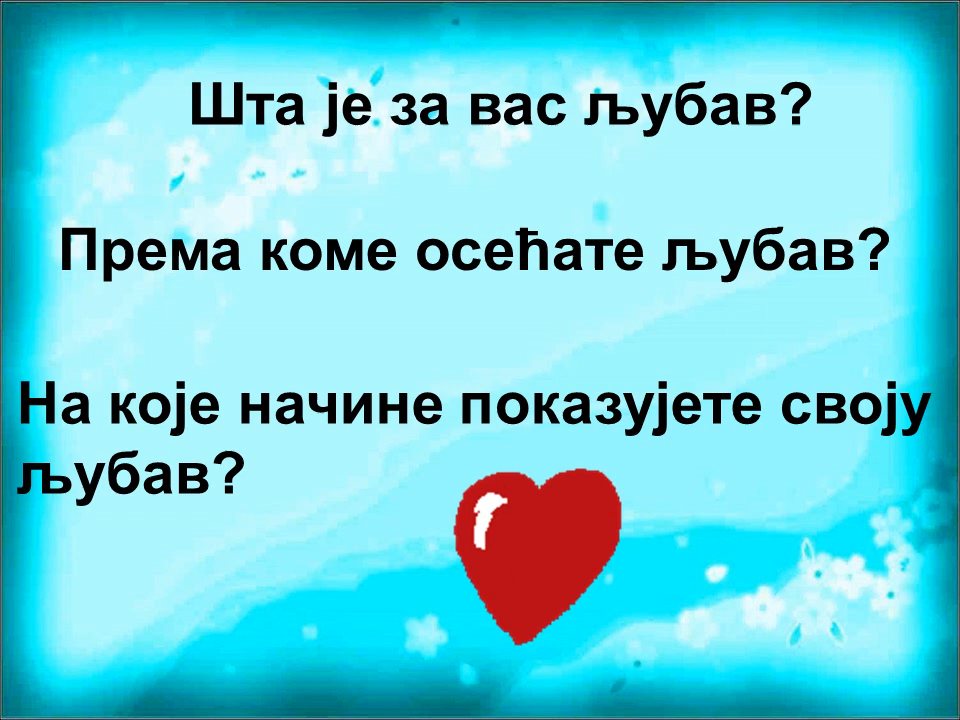 Шта је за вас љубав?
Према коме осећате љубав?
На које начине показујете своју
љубав?